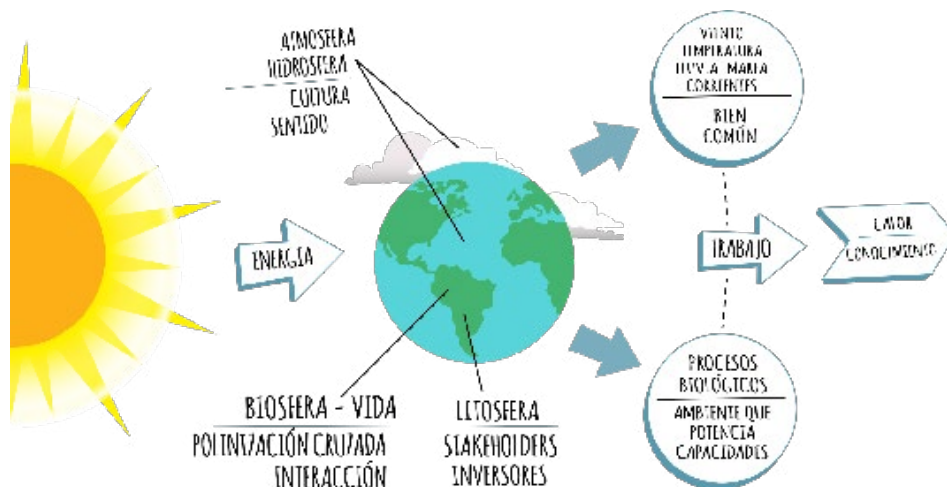 ATMOSFERA
HIDROSFERA
CULTURA
SENTIDO
VIENTO
TEMPERATURA
LLUVIA MAREA
CORRIENTES
BIEN
COMÚN
ENERGIA
TRABAJO
CALOR
CONOCIMIENTO
BIOSFERA - VIDA
POLINIZACIÓN CRUZADA
INTERACCIÓN
LITOSFERA
STAKEHOLDERS
INVERSORES
PROCESOS
BIOLÓGICOS
AMBIENTE QUE
POTENCIA
CAPACIDADES